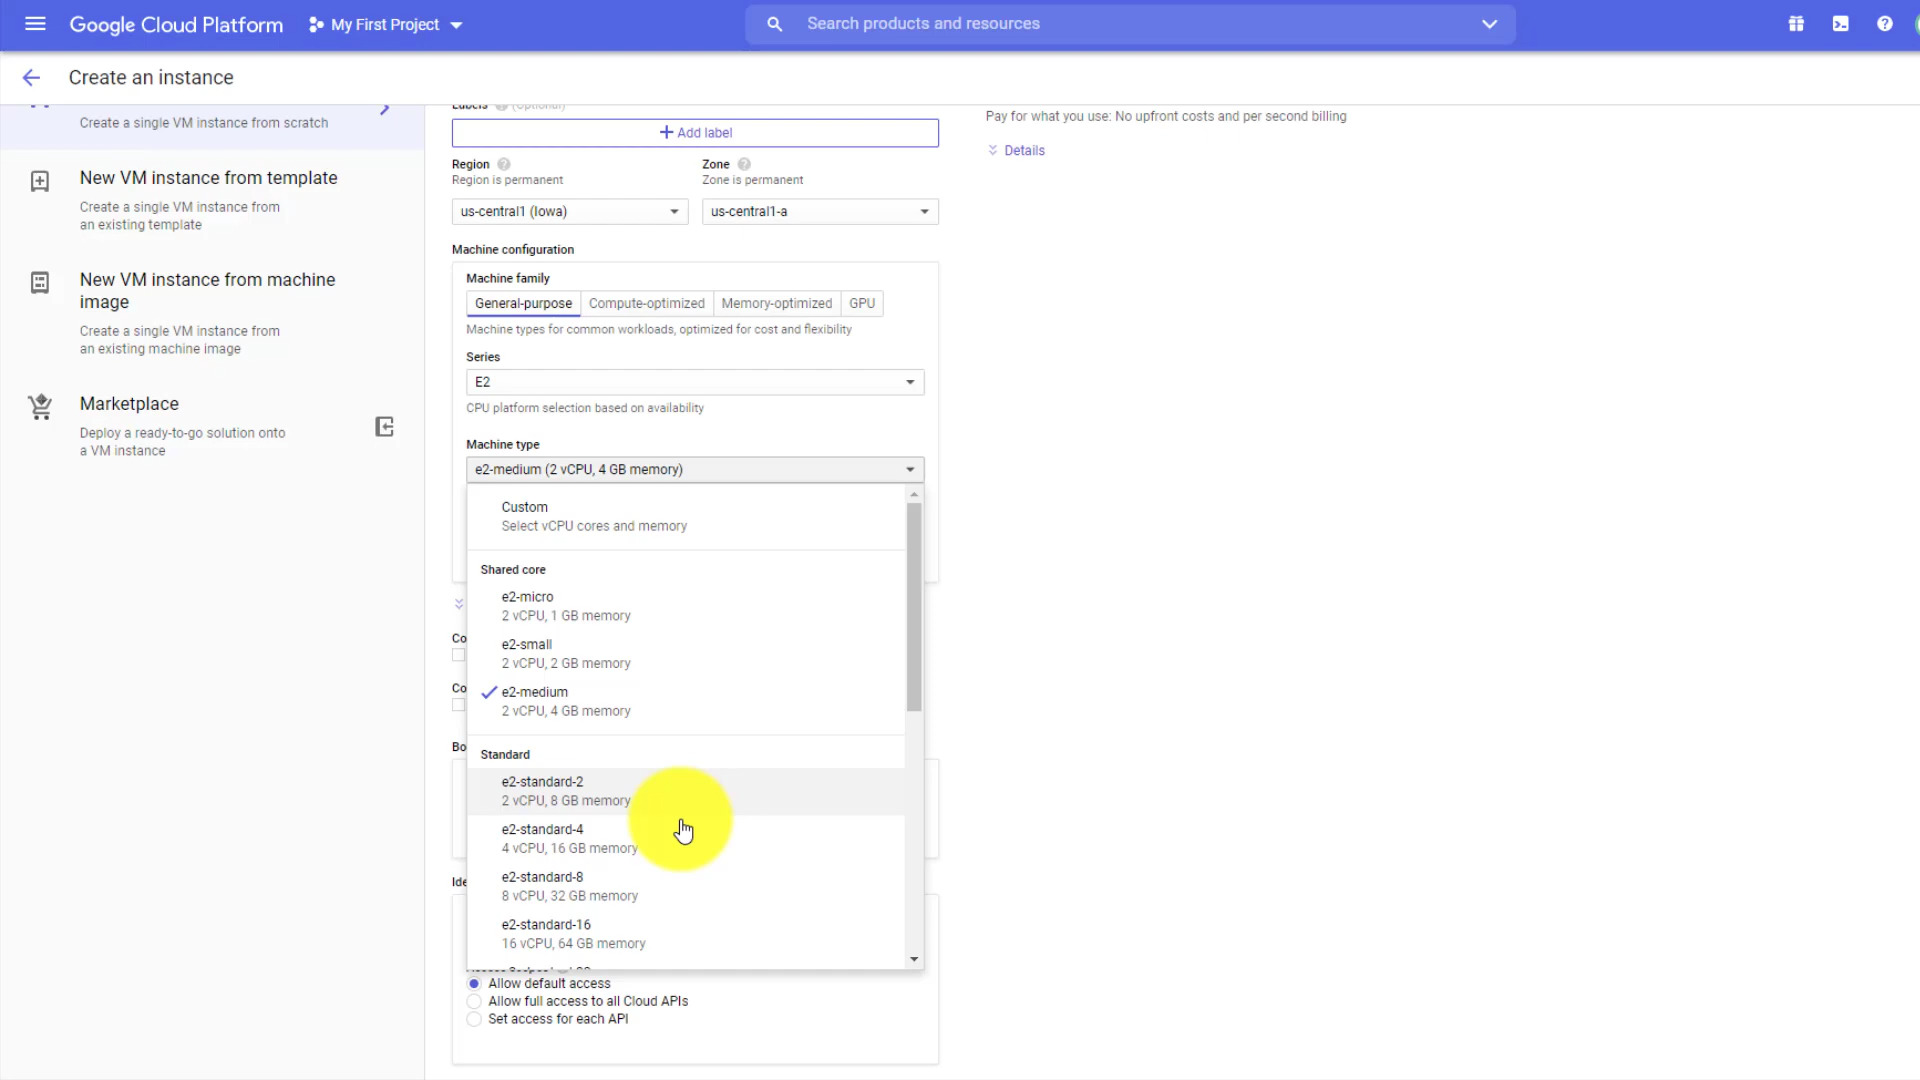 Google Cloud Platform
My First Project
Search products and resources
Create an instance
Create a single VM instance from scratch
New VM instance from template
Create a single VM instance from
an existing template
New VM instance from machine
image
Create a single VM instance from
an existing machine image
Marketplace
Deploy a ready-to-go solution onto
a VM instance
Labels (Optional)
Add label
Region
Region is permanent
Zone
Zone is permanent
us-central1 (Iowa)
us-central1-a
Machine configuration
Machine family
General-purpose
Compute-optimized
Memory-optimized
GPU
Machine types for common workloads, optimized for cost and flexibility
Series
E2
CPU platform selection based on availability
Machine type
e2-medium (2 vCPU, 4 GB memory)
Custom
Select vCPU cores and memory
Shared core
e2-micro
2 vCPU, 1 GB memory
e2-small
2 vCPU, 2 GB memory
e2-medium
2 vCPU, 4 GB memory
Co
Co
Bo
Ide
Standard
e2-standard-2
2 vCPU, 8 GB memory
e2-standard-4
4 vCPU, 16 GB memory
e2-standard-8
8 vCPU, 32 GB memory
e2-standard-16
16 vCPU, 64 GB memory
Allow default access
Allow full access to all Cloud APIs
Set access for each API
Pay for what you use: No upfront costs and per second billing
Details